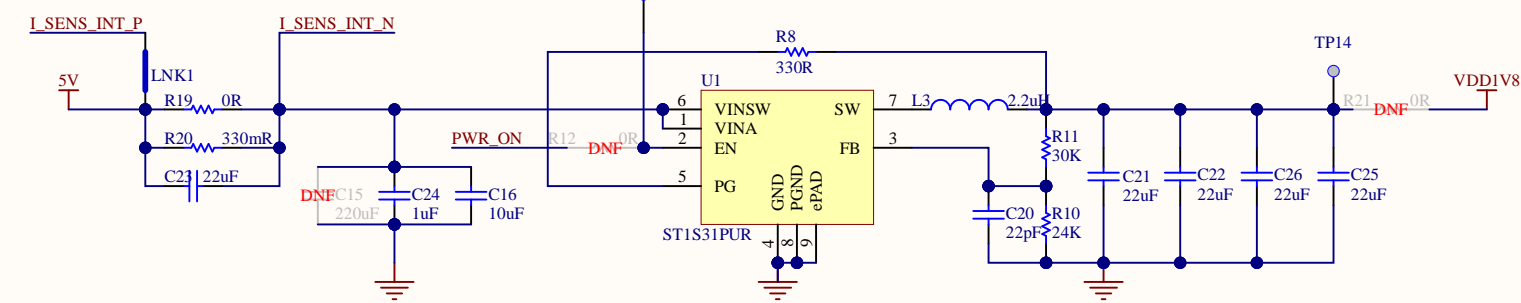 I_SENS_INT_P
I_SENS_INT_N
R8
330R
TP14
5V
LNK1
U1
VDD1V8
R19 0R
6 VINSW
SW 7
L3 2.2uH
R21 DNF 0R
1 VINA
R20 330mR
PWR_ON
R12 DNF 0R
2 EN
FB 3
R11
30K
C23 22uF
5 PG
C21
22uF
C22
22uF
C26
22uF
C25
22uF
DNF C15
220uF
C24
1uF
C16
10uF
GND
PGND
ePAD
C20
22pF
R10
24K
ST1S31PUR
4
8
9